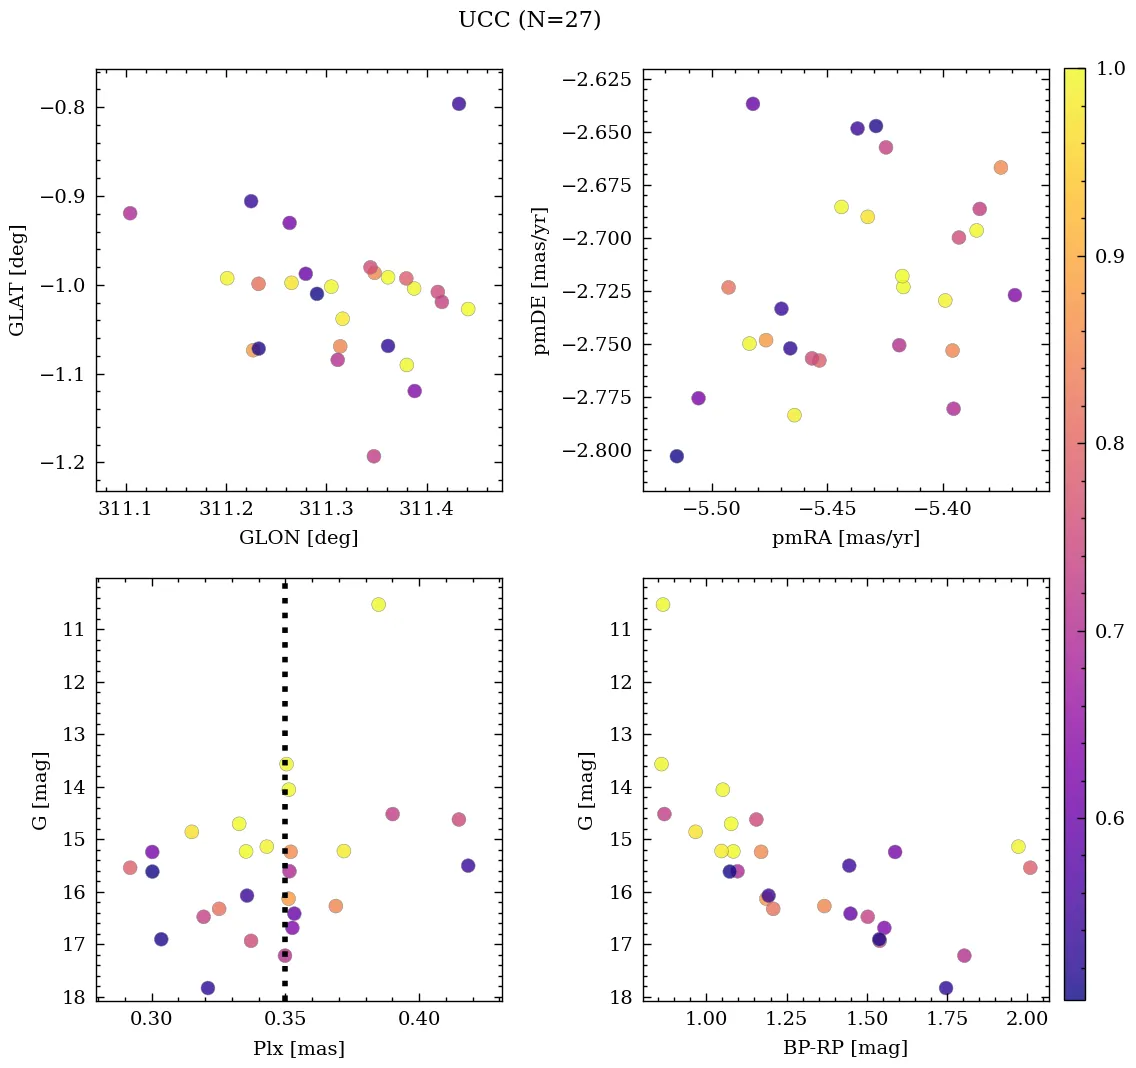 UCC (N=27)
−0.8
−0.9
−1.0
−1.1
−1.2
GLAT [deg]
311.1 311.2 311.3 311.4
GLON [deg]
−2.625
−2.650
−2.675
−2.700
−2.725
−2.750
−2.775
−2.800
pmDE [mas/yr]
−5.50 −5.45 −5.40
pmRA [mas/yr]
11
12
13
14
15
16
17
18
G [mag]
0.30 0.35 0.40
Plx [mas]
11
12
13
14
15
16
17
18
G [mag]
1.00 1.25 1.50 1.75 2.00
BP-RP [mag]
1.0
0.9
0.8
0.7
0.6